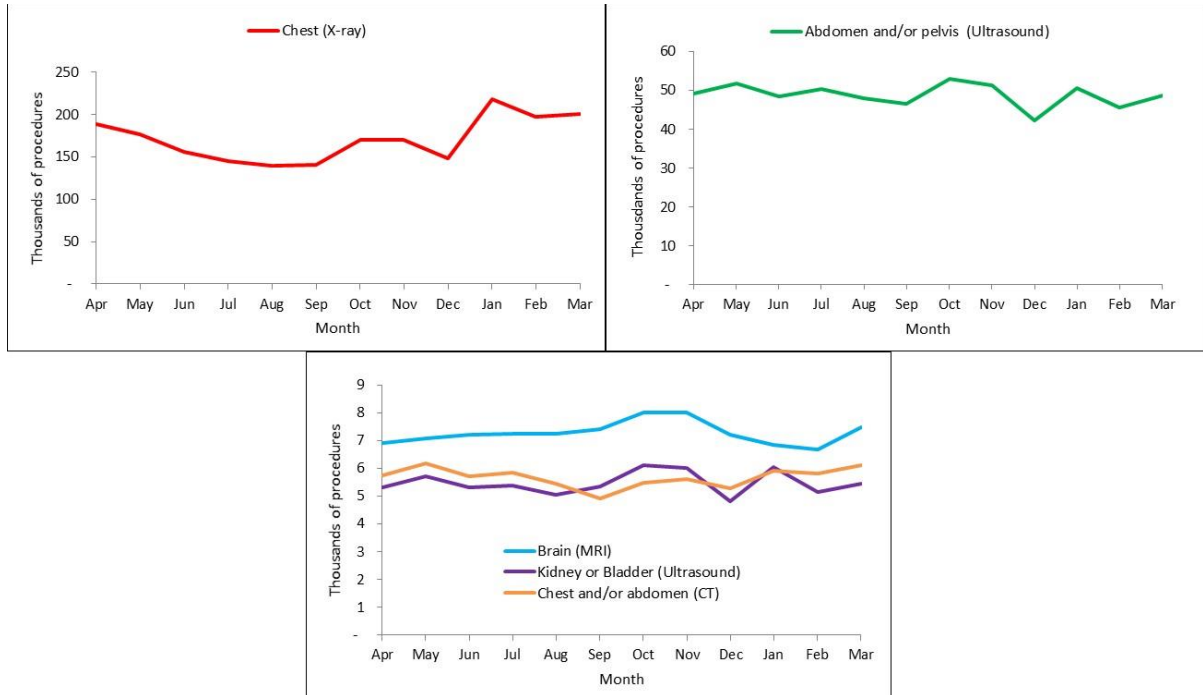 Chest (X-ray)
250
200
150
100
50
-
Thousands of procedures
Apr May Jun Jul Aug Sep Oct Nov Dec Jan Feb Mar
Month
Abdomen and/or pelvis (Ultrasound)
60
50
40
30
20
10
-
Thousdands of procedures
Apr May Jun Jul Aug Sep Oct Nov Dec Jan Feb Mar
Month
9
8
7
6
5
4
3
2
1
-
Thousands of procedures
Brain (MRI)
Kidney or Bladder (Ultrasound)
Chest and/or abdomen (CT)
Apr May Jun Jul Aug Sep Oct Nov Dec Jan Feb Mar
Month